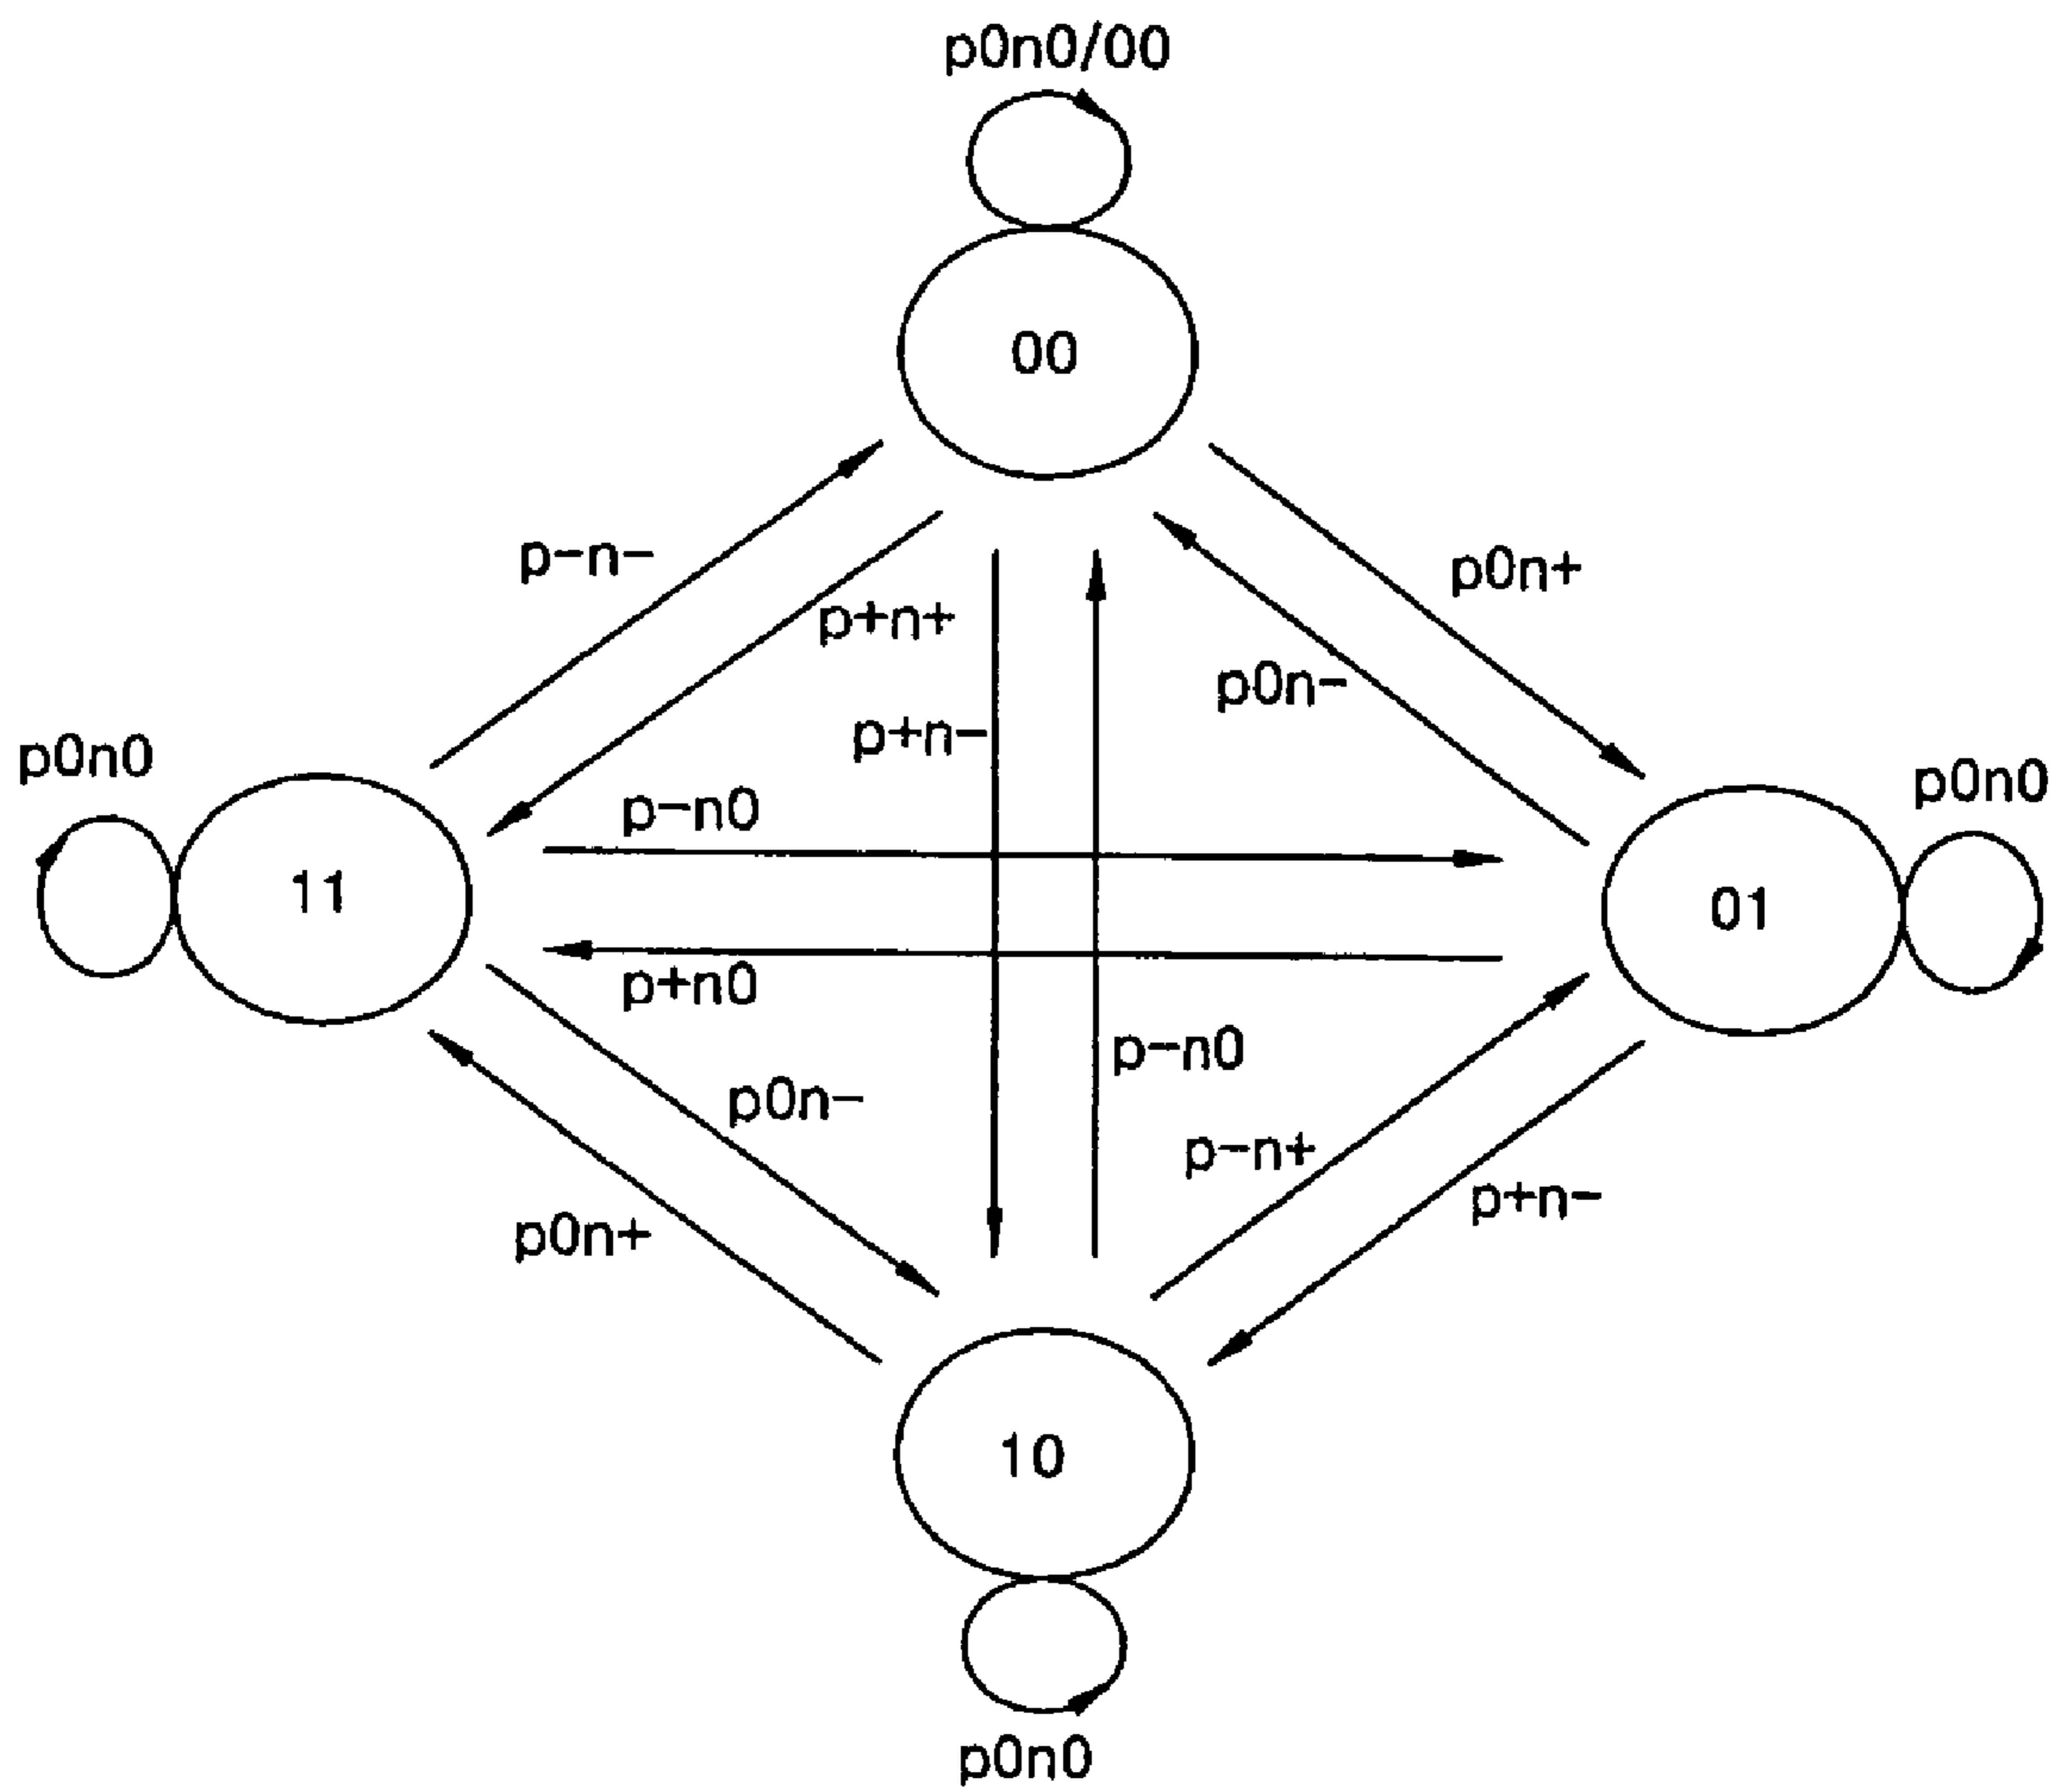 p0n0/00
00
p-n-
p0n+
p+n+
p0n-
p+n-
p0n0
p-n0
p0n0
11
01
p+n0
p-n0
p0n-
p-n+
p+n-
p0n+
10
p0n0